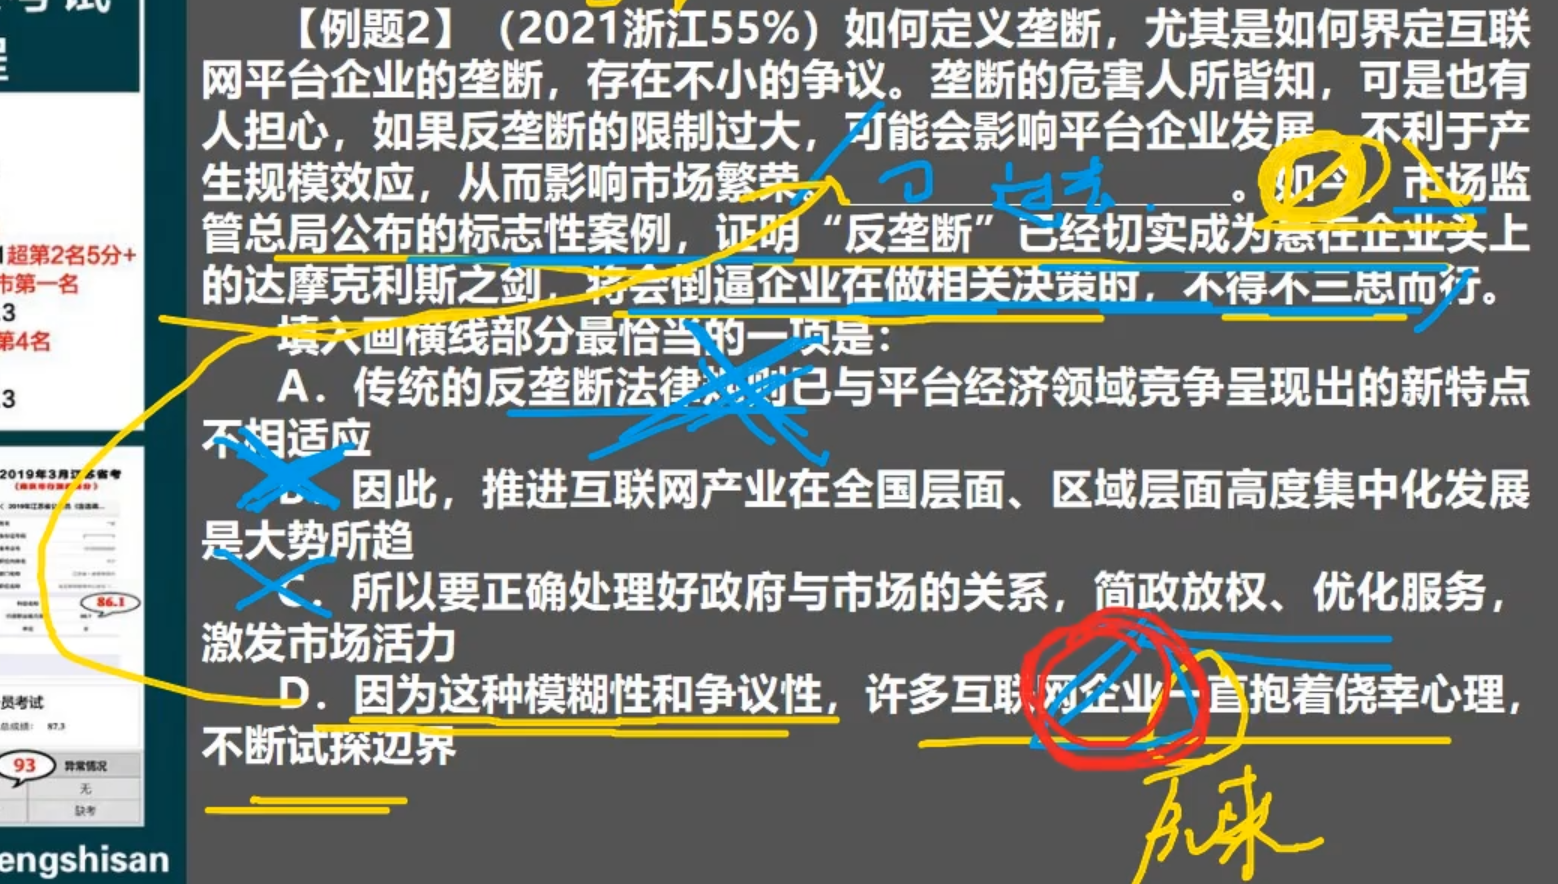 考试
程
【例题2】（2021浙江55%）如何定义垄断，尤其是如何界定互联
网平台企业的垄断，存在不小的争议。垄断的危害人所皆知，可是也有
人担心，如果反垄断的限制过大，可能会影响平台企业发展，不利于产
生规模效应，从而影响市场繁荣。 过去 。如今，市场监
管总局公布的标志性案例，证明“反垄断”已经切实成为悬在企业头上
的达摩克利斯之剑，将会倒逼企业在做相关决策时，不得不三思而行。
填入画横线部分最恰当的一项是：
A. 传统的反垄断法律规则已与平台经济领域竞争呈现出的新特点
不相适应
B. 因此，推进互联网产业在全国层面、区域层面高度集中化发展
是大势所趋
C. 所以要正确处理好政府与市场的关系，简政放权、优化服务，
激发市场活力
D. 因为这种模糊性和争议性，许多互联网企业一直抱着侥幸心理，
不断试探边界
原来
超第2名5分+
市第一名
.3
第4名
.3
2019年3月江苏省考
86.1
员考试
总成绩： 87.3
93 异常情况
无
缺考
engshisan